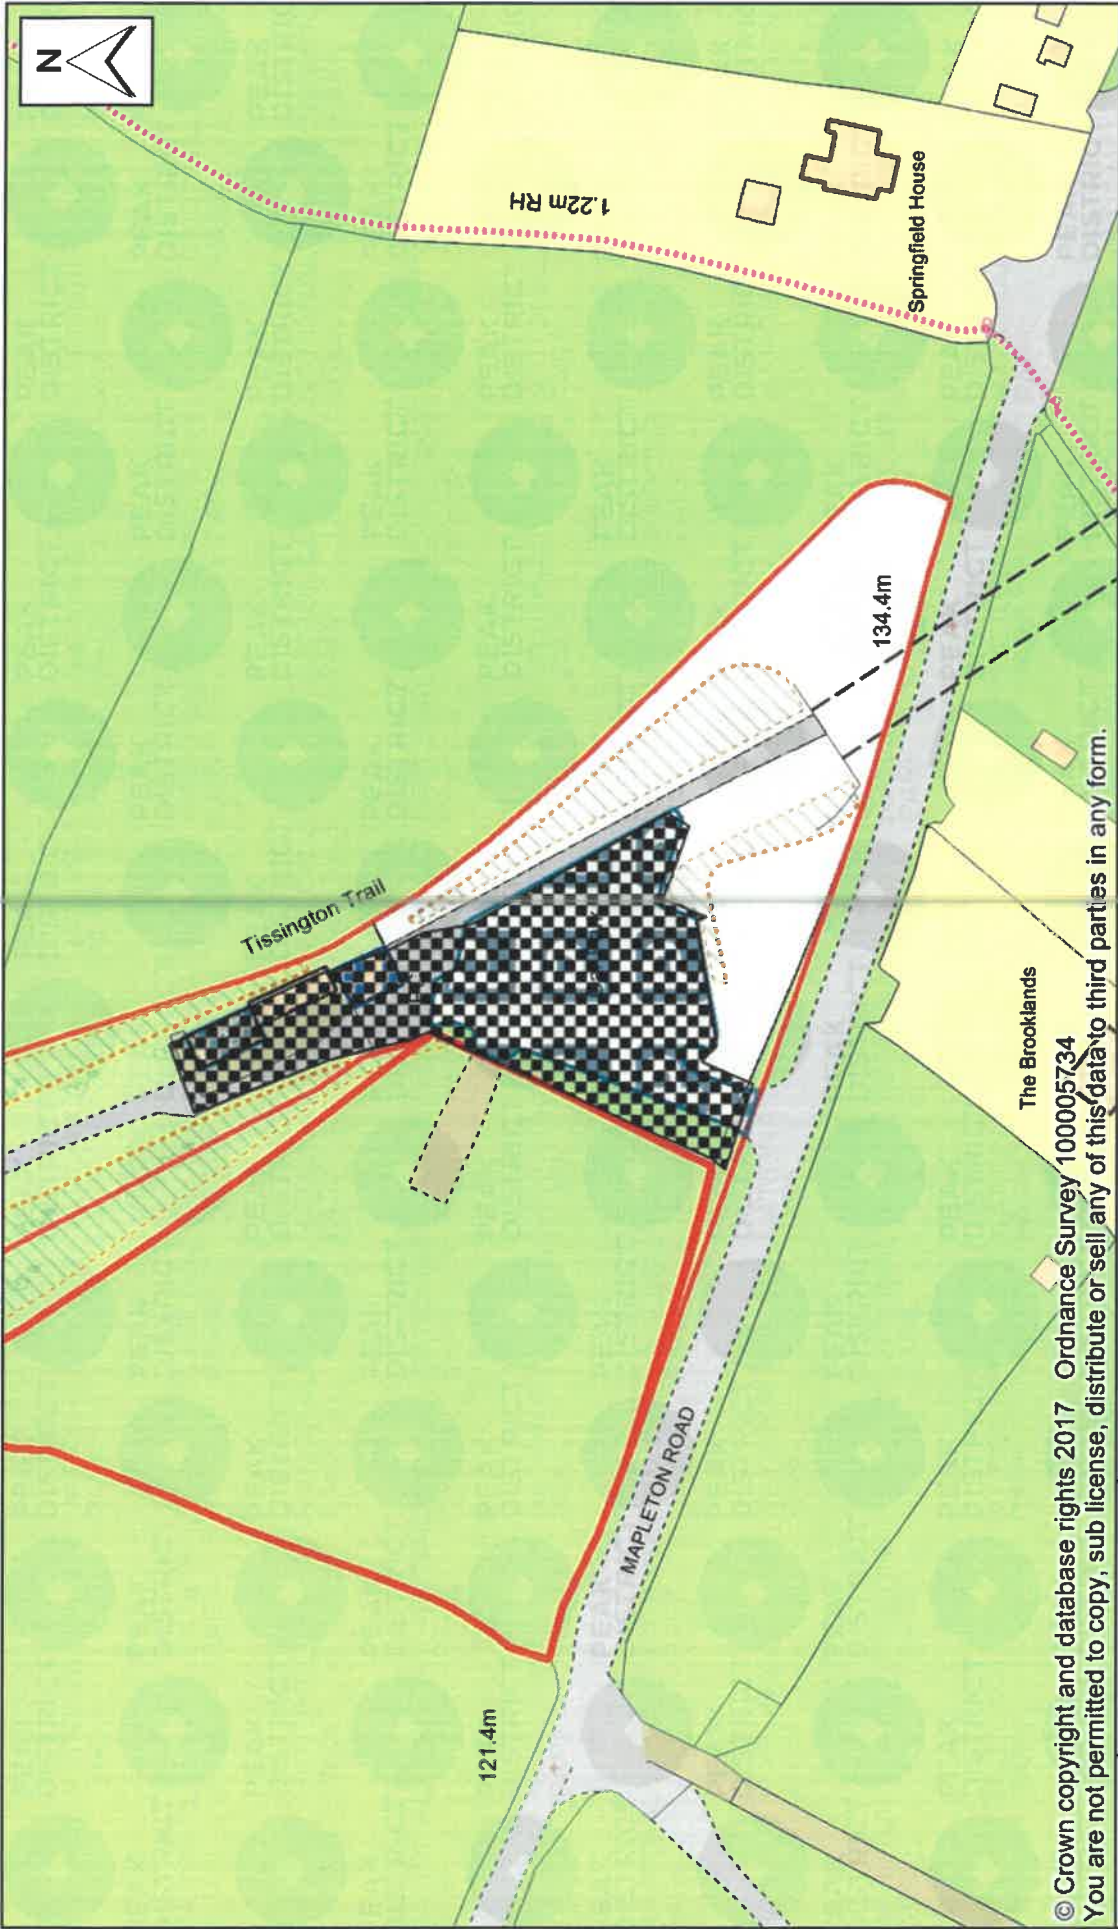 N
1.22m RH
Springfield House
134.4m
Tissington Trail
The Brooklands
MAPLETON ROAD
121.4m
© Crown copyright and database rights 2017 Ordnance Survey 100005734
You are not permitted to copy, sub license, distribute or sell any of this data to third parties in any form.